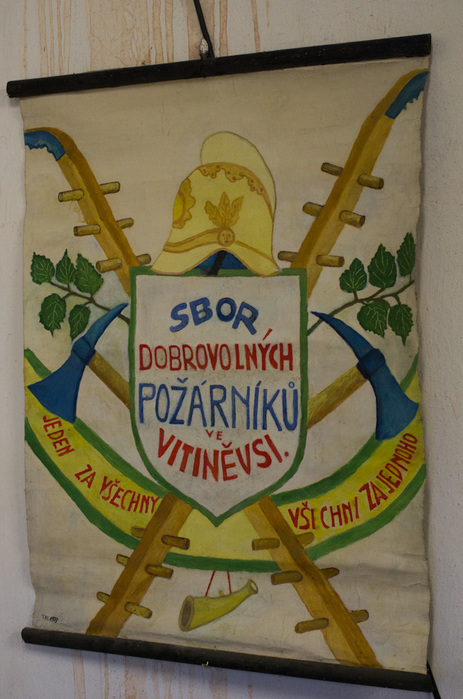 SBOR
DOBROVOLNÝCH
POŽÁRNÍKŮ
VE
VITINĚVSI.
JEDEN ZA VŠECHNY
VŠICHNI ZA JEDNOHO